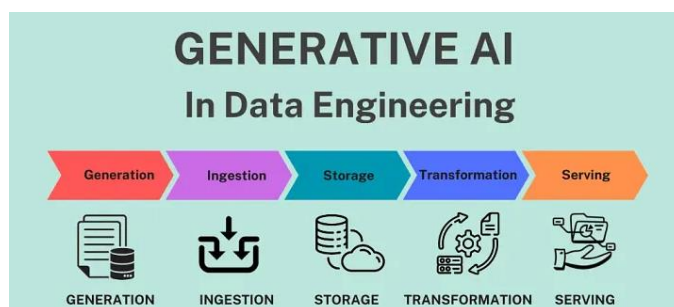 GENERATIVE AI
In Data Engineering
Generation Ingestion Storage Transformation Serving
GENERATION INGESTION STORAGE TRANSFORMATION SERVING